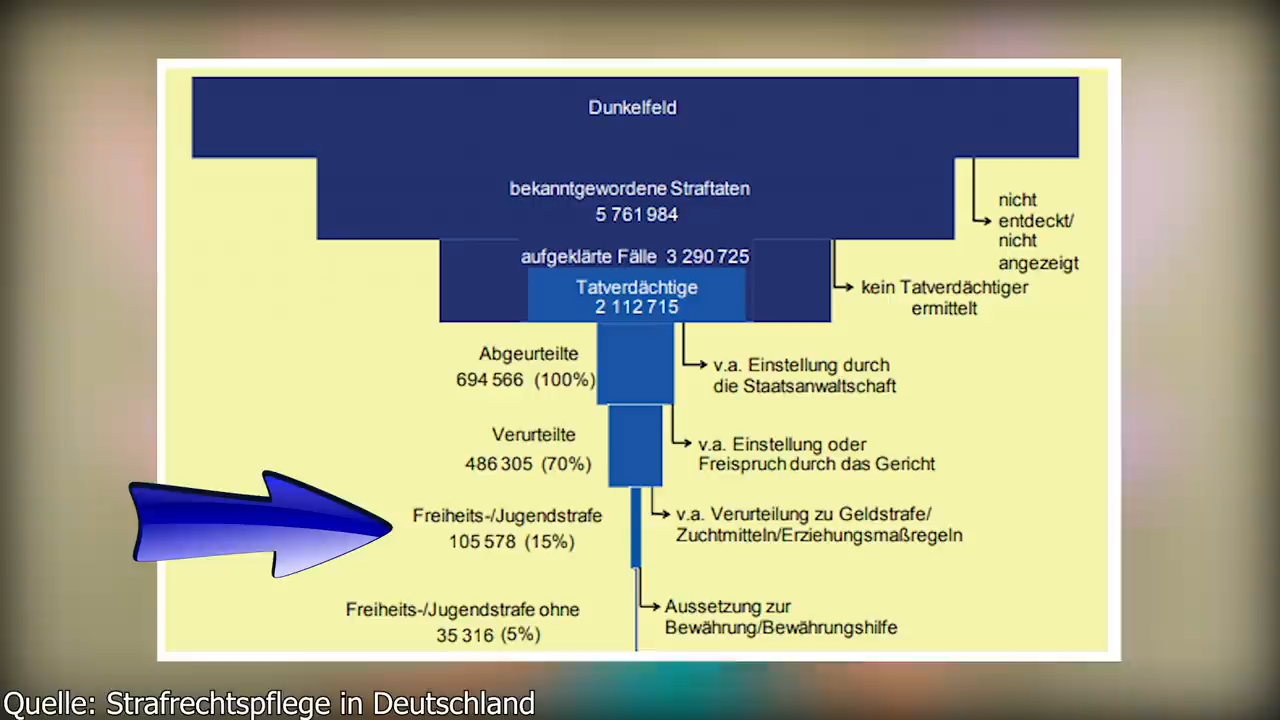 Dunkelfeld
bekanntgewordene Straftaten
5 761 984
nicht
entdeckt/
nicht
angezeigt
aufgeklärte Fälle 3 290 725
Tatverdächtige
2 112 715
kein Tatverdächtiger
ermittelt
Abgeurteilte
694 566 (100%)
v.a. Einstellung durch
die Staatsanwaltschaft
Verurteilte
486 305 (70%)
v.a. Einstellung oder
Freispruch durch das Gericht
Freiheits-/Jugendstrafe
105 578 (15%)
v.a. Verurteilung zu Geldstrafe/
Zuchtmitteln/Erziehungsmaßregeln
Freiheits-/Jugendstrafe ohne
35 316 (5%)
Aussetzung zur
Bewährung/Bewährungshilfe
Quelle: Strafrechtspflege in Deutschland